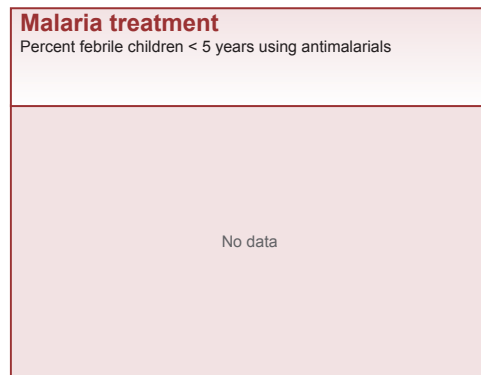 Malaria treatment
Percent febrile children < 5 years using antimalarials
No data